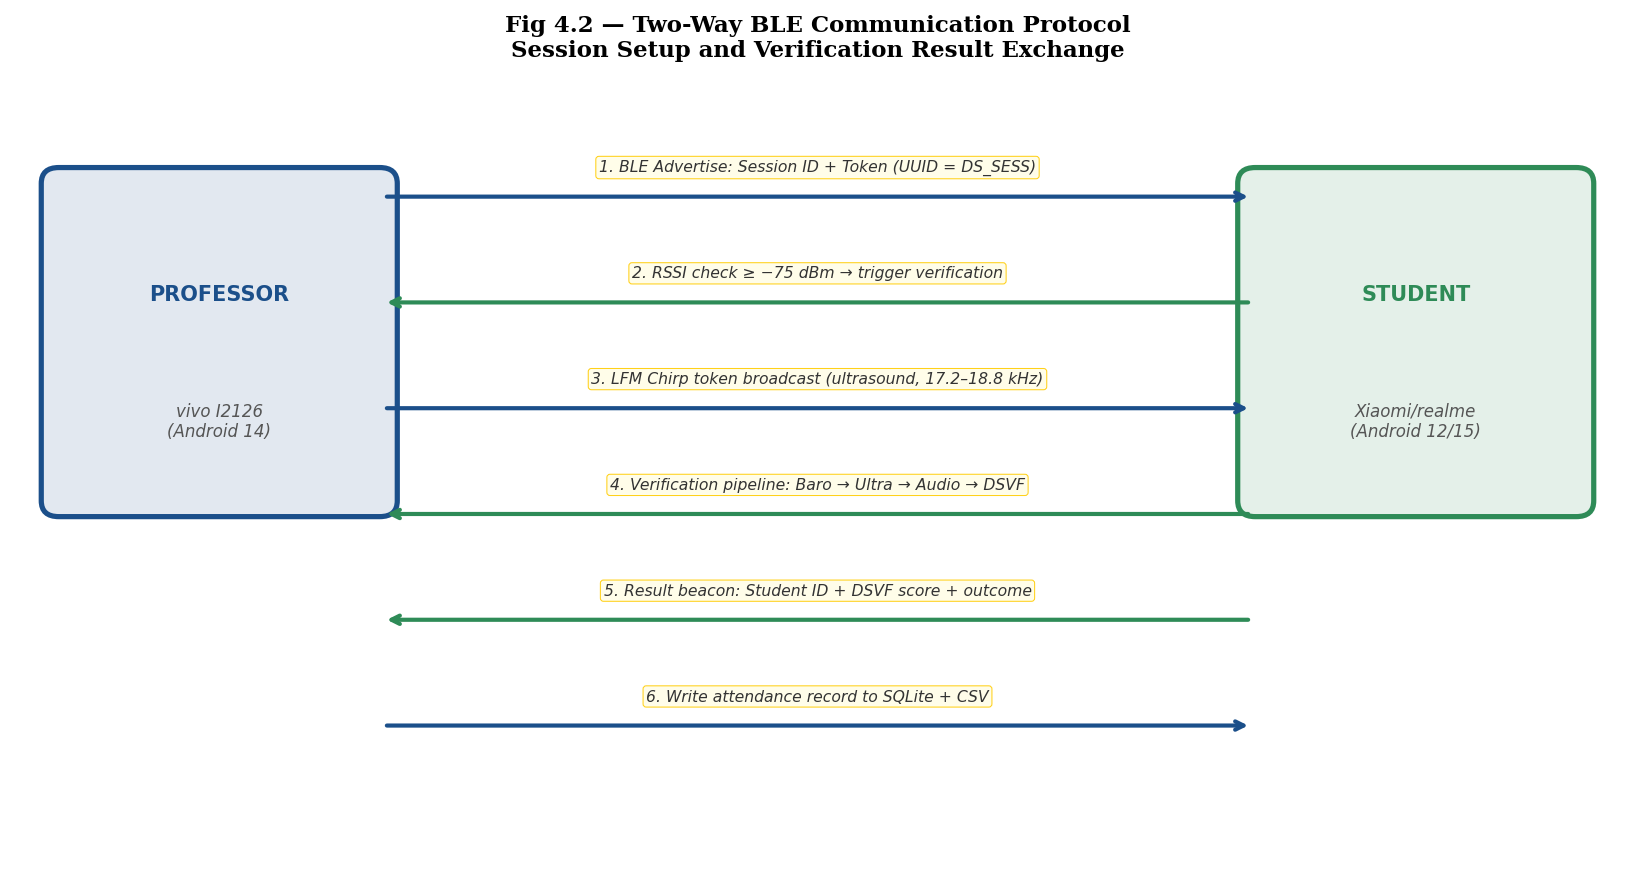 Fig 4.2 — Two-Way BLE Communication Protocol
Session Setup and Verification Result Exchange
1. BLE Advertise: Session ID + Token (UUID = DS_SESS)
2. RSSI check ≥ −75 dBm → trigger verification
PROFESSOR
STUDENT
3. LFM Chirp token broadcast (ultrasound, 17.2–18.8 kHz)
vivo I2126
(Android 14)
Xiaomi/realme
(Android 12/15)
4. Verification pipeline: Baro → Ultra → Audio → DSVF
5. Result beacon: Student ID + DSVF score + outcome
6. Write attendance record to SQLite + CSV